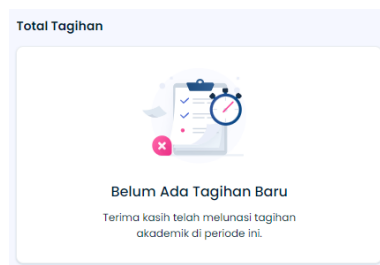 Total Tagihan
Belum Ada Tagihan Baru
Terima kasih telah melunasi tagihan
akademik di periode ini.